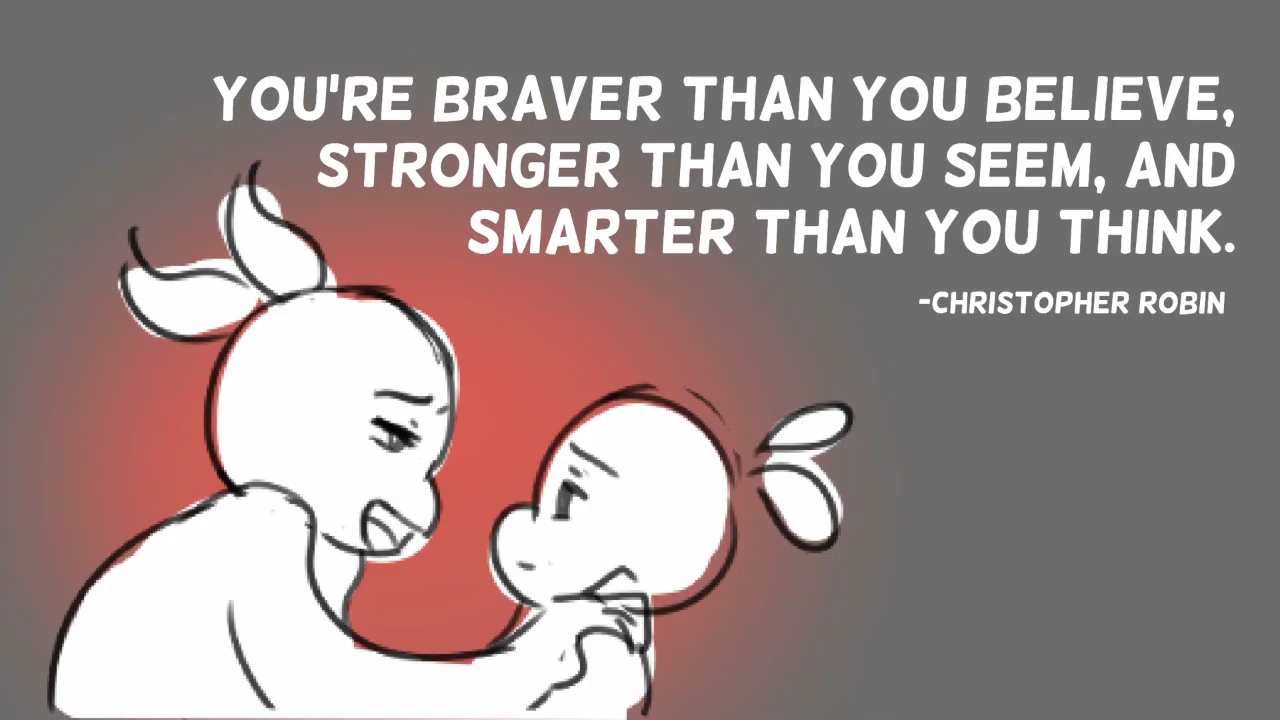 YOU'RE BRAVER THAN YOU BELIEVE,
STRONGER THAN YOU SEEM, AND
SMARTER THAN YOU THINK.
-CHRISTOPHER ROBIN